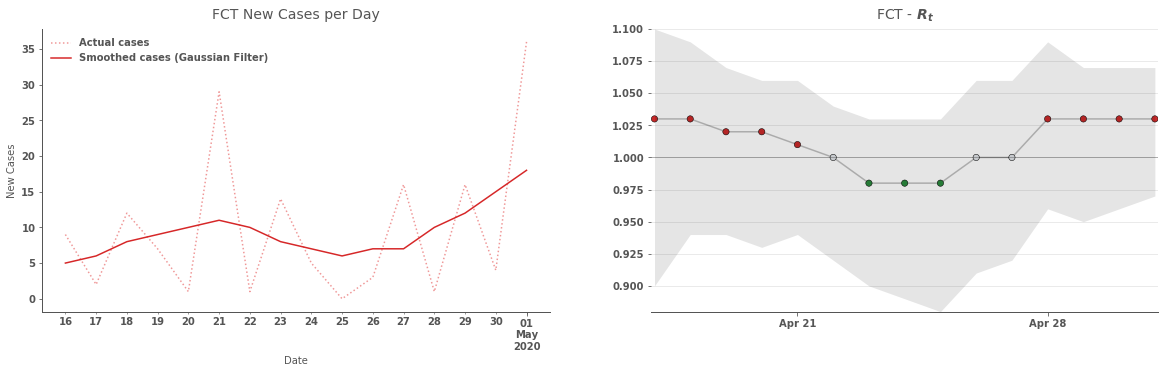 FCT New Cases per Day
Actual cases
Smoothed cases (Gaussian Filter)
New Cases
35
30
25
20
15
10
5
0
16 17 18 19 20 21 22 23 24 25 26 27 28 29 30 01
May
2020
Date
FCT - Rt
1.100
1.075
1.050
1.025
1.000
0.975
0.950
0.925
0.900
Apr 21 Apr 28